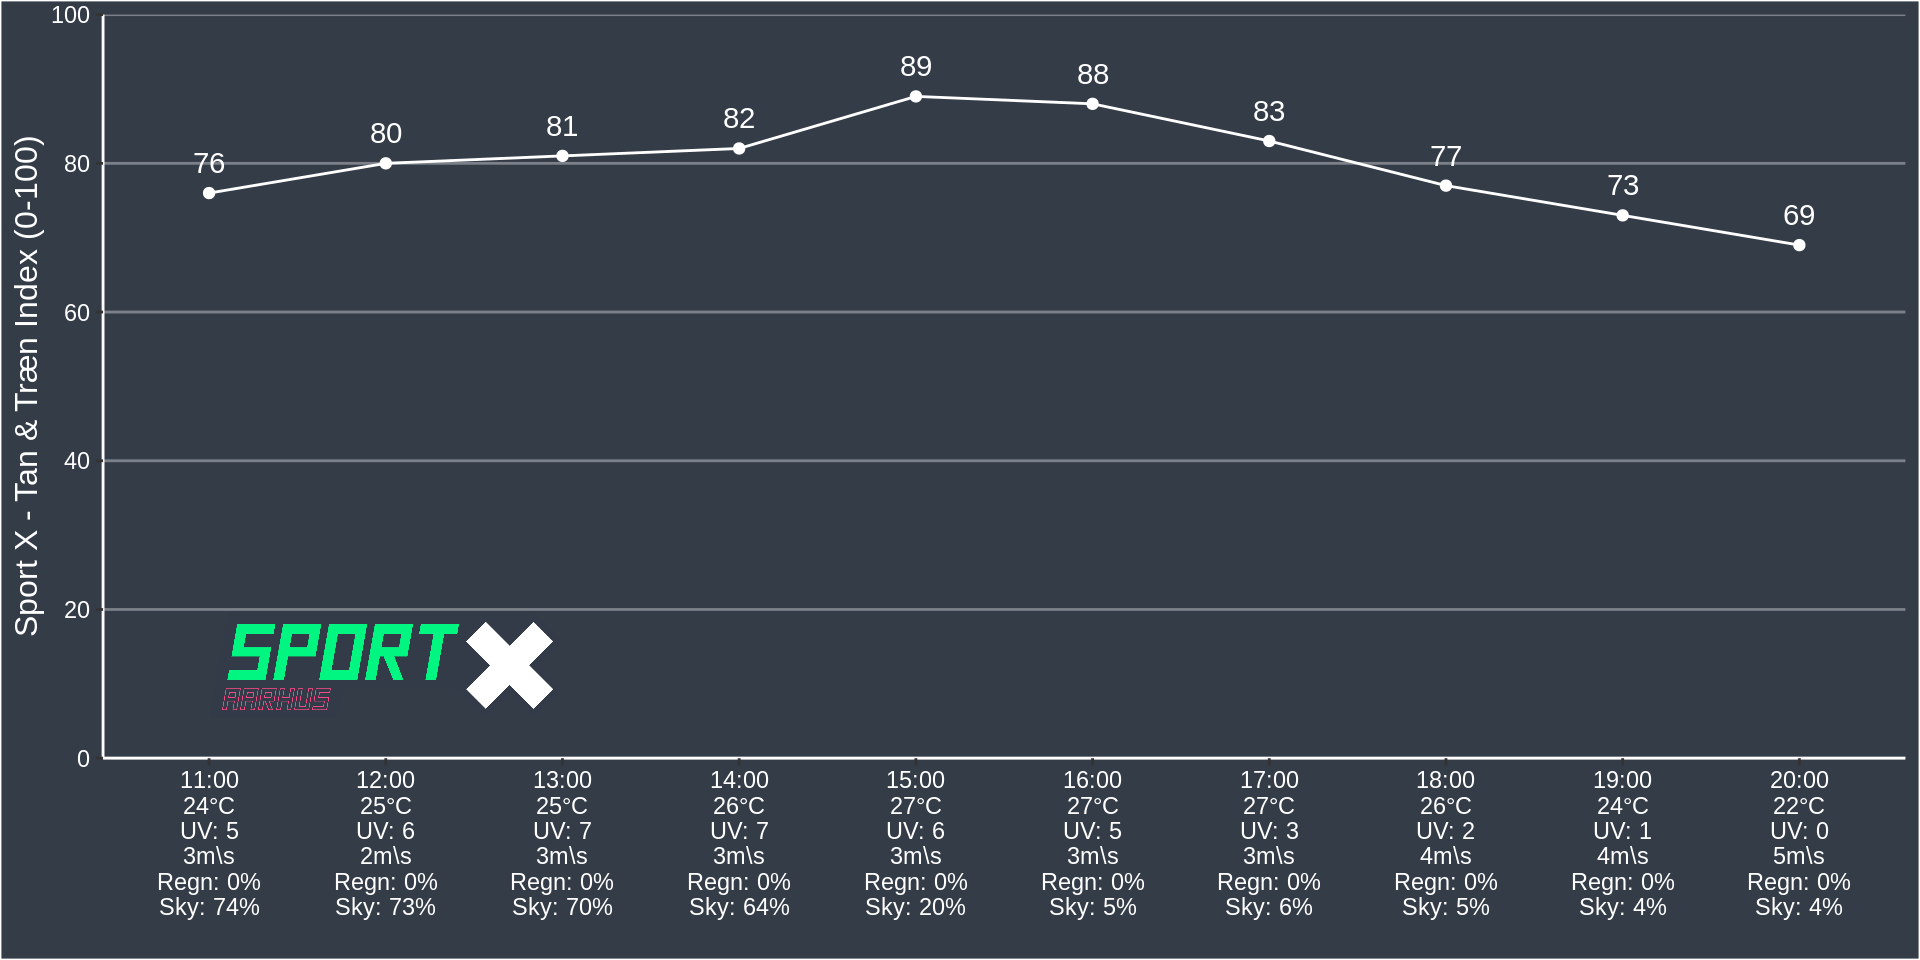 Sport X - Tan & Træn Index (0-100)
100
80
60
40
20
0
76
80
81
82
89
88
83
77
73
69
SPORT X
AARHUS
11:00
24°C
UV: 5
3m\s
Regn: 0%
Sky: 74%
12:00
25°C
UV: 6
2m\s
Regn: 0%
Sky: 73%
13:00
25°C
UV: 7
3m\s
Regn: 0%
Sky: 70%
14:00
26°C
UV: 7
3m\s
Regn: 0%
Sky: 64%
15:00
27°C
UV: 6
3m\s
Regn: 0%
Sky: 20%
16:00
27°C
UV: 5
3m\s
Regn: 0%
Sky: 5%
17:00
27°C
UV: 3
3m\s
Regn: 0%
Sky: 6%
18:00
26°C
UV: 2
4m\s
Regn: 0%
Sky: 5%
19:00
24°C
UV: 1
4m\s
Regn: 0%
Sky: 4%
20:00
22°C
UV: 0
5m\s
Regn: 0%
Sky: 4%